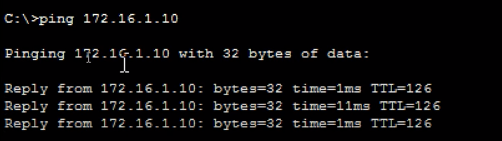 C:\>ping 172.16.1.10
Pinging 172.16.1.10 with 32 bytes of data:
Reply from 172.16.1.10: bytes=32 time=1ms TTL=126
Reply from 172.16.1.10: bytes=32 time=11ms TTL=126
Reply from 172.16.1.10: bytes=32 time=1ms TTL=126